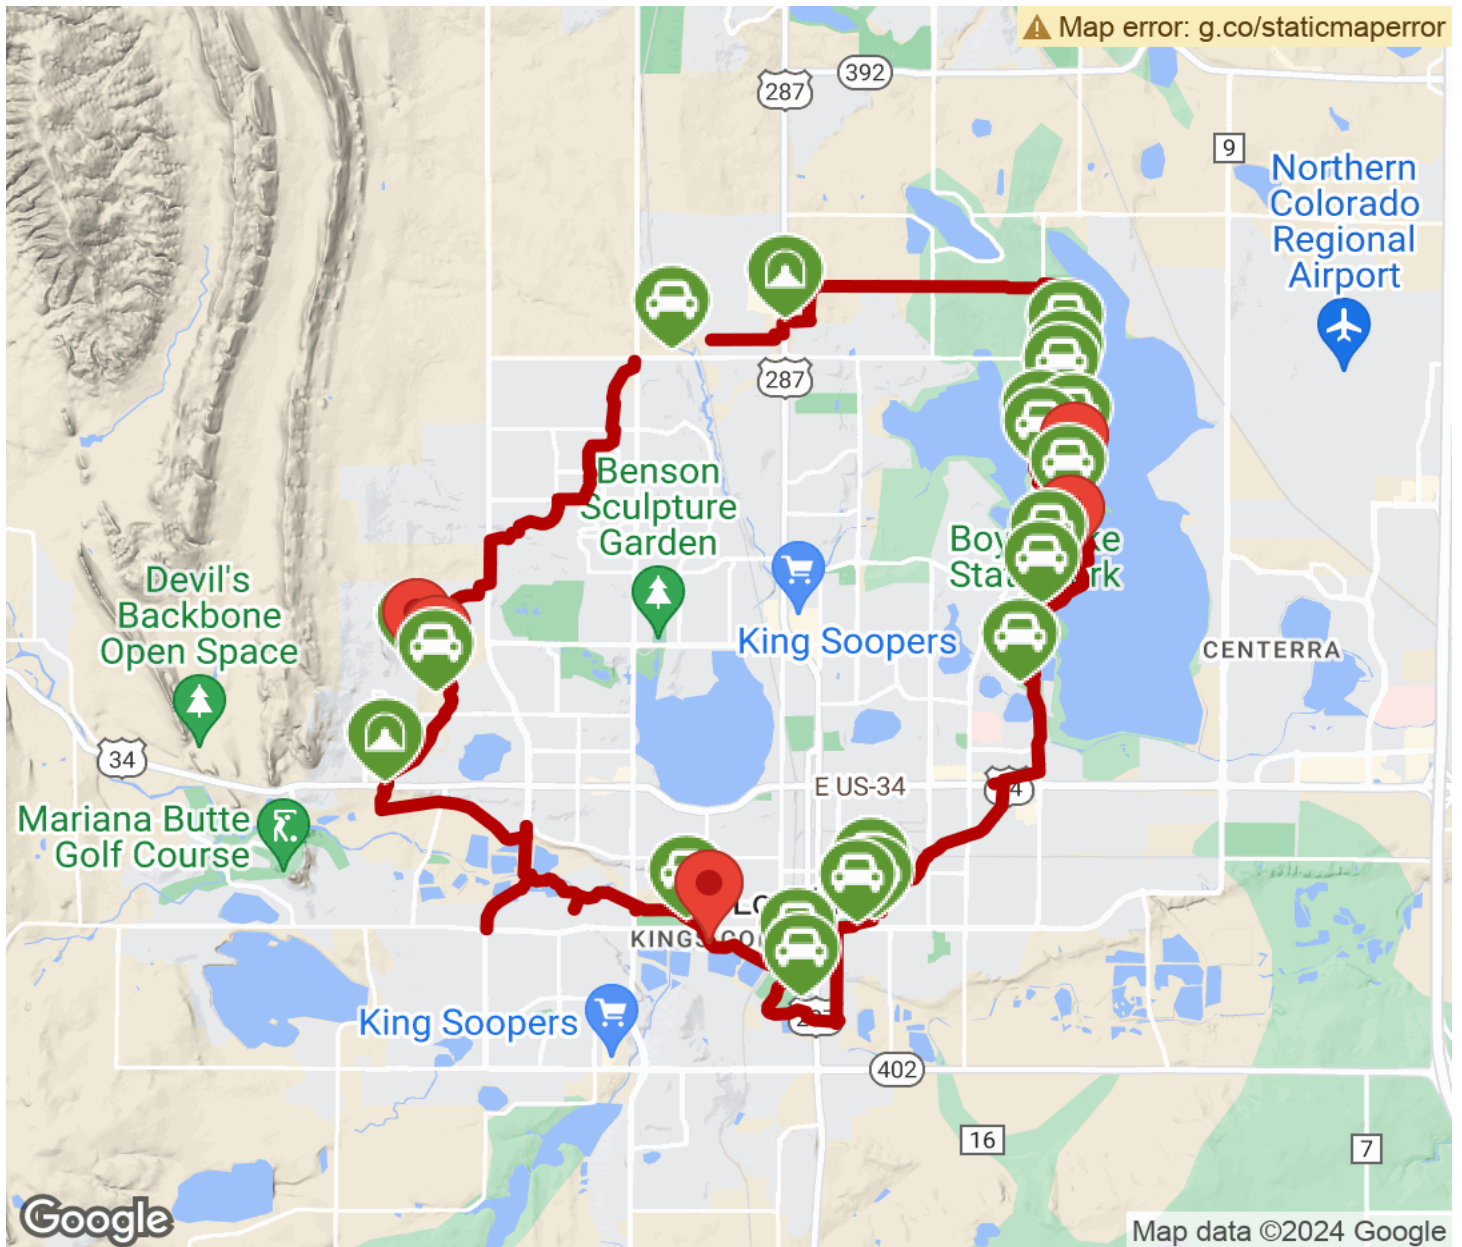 Map error: g.co/staticmaperror
392
287
9
Northern
Colorado
Regional
Airport
287
Benson
Sculpture
Garden
Devil's
Backbone
Open Space
King Soopers
CENTERRA
34
E US-34
Mariana Butte
Golf Course
King Soopers
402
16
7
Google
Map data ©2024 Google